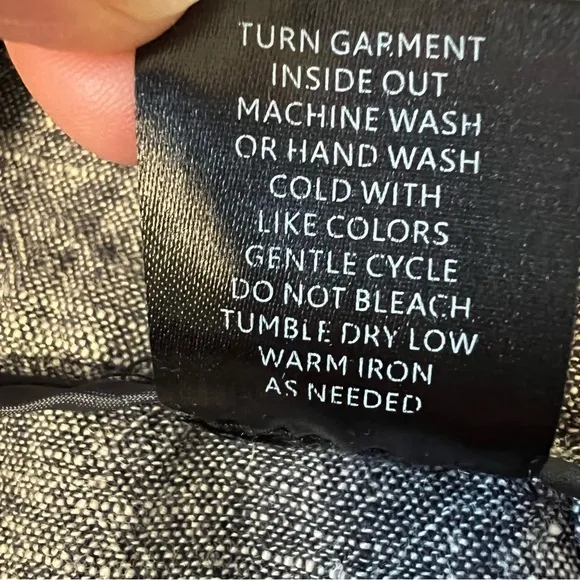 TURN GARMENT
INSIDE OUT
MACHINE WASH
OR HAND WASH
COLD WITH
LIKE COLORS
GENTLE CYCLE
DO NOT BLEACH
TUMBLE DRY LOW
WARM IRON
AS NEEDED